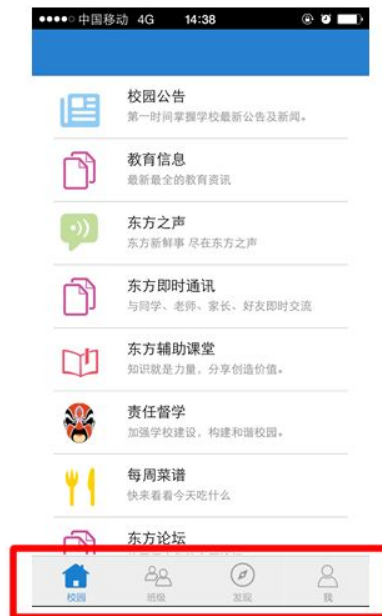 中国移动 4G 14:38
校园公告
第一时间掌握学校最新公告及新闻。
教育信息
最新最全的教育资讯
东方之声
东方新鲜事 尽在东方之声
东方即时通讯
与同学、老师、家长、好友即时交流
东方辅助课堂
知识就是力量，分享创造价值。
责任督学
加强学校建设，构建和谐校园。
每周菜谱
快来看看今天吃什么
东方论坛
校园 班级 发现 我